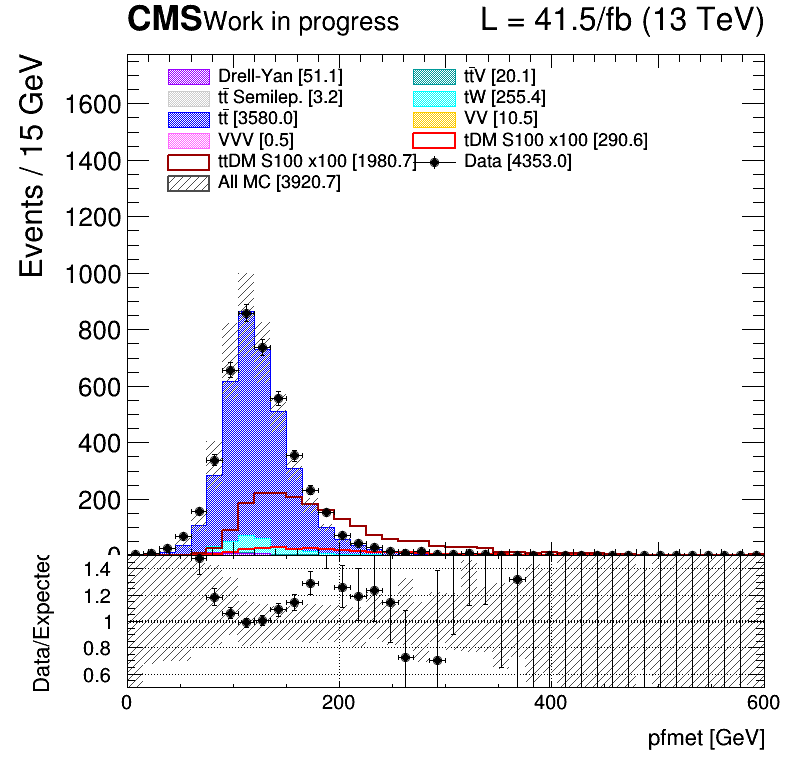 CMS Work in progress L = 41.5/fb (13 TeV)
Events / 15 GeV
Drell-Yan [51.1] tt̄V [20.1]
tt̄ Semilep. [3.2] tW [255.4]
tt̄ [3580.0] VV [10.5]
VVV [0.5] tDM S100 x100 [290.6]
ttDM S100 x100 [1980.7] Data [4353.0]
All MC [3920.7]
1600
1400
1200
1000
800
600
400
200
0
Data/Expected
1.4
1.2
1
0.8
0.6
0 200 400 600
pfmet [GeV]